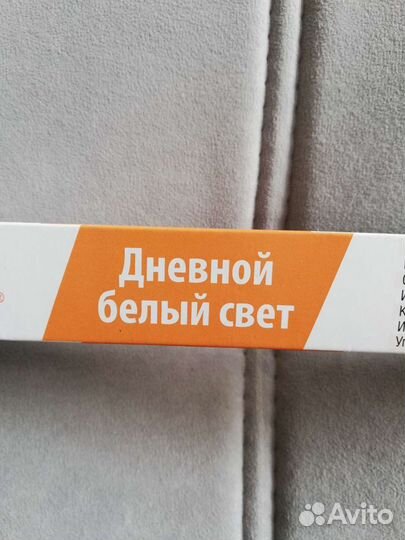 Дневной
белый свет
®
Avito